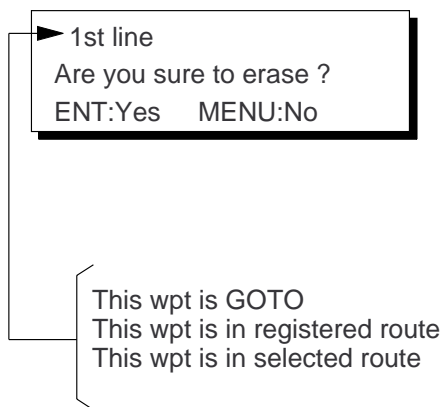 1st line
Are you sure to erase ?
ENT:Yes MENU:No
This wpt is GOTO
This wpt is in registered route
This wpt is in selected route